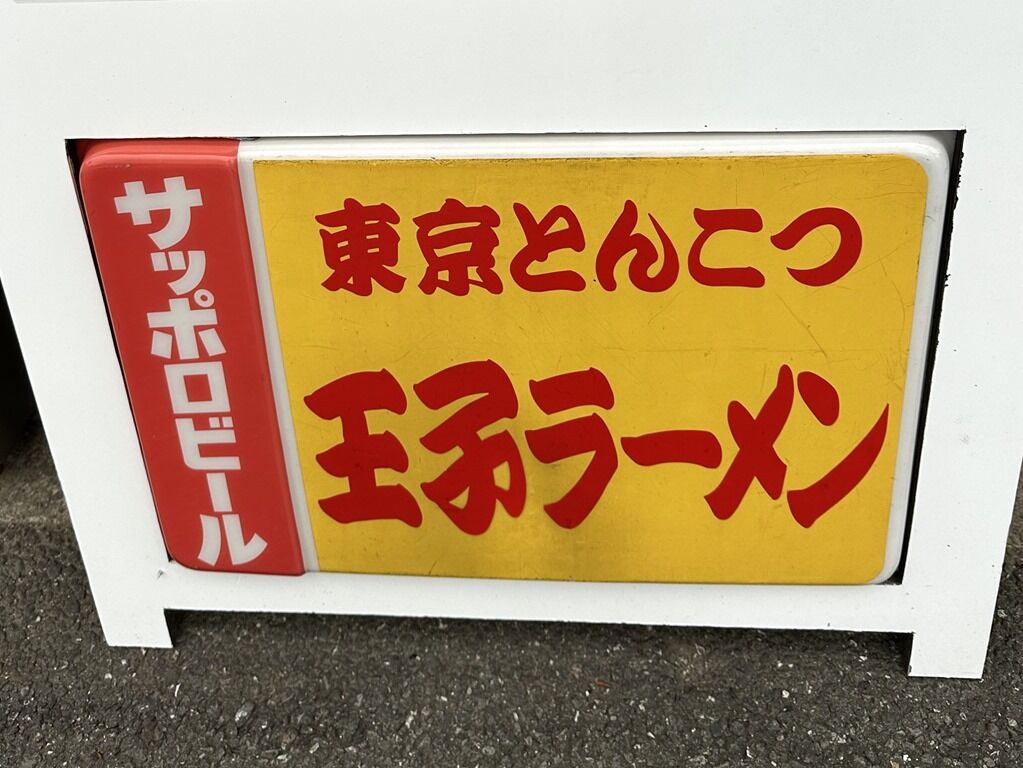 サッポロビール
東京とんこつ
王子ラーメン